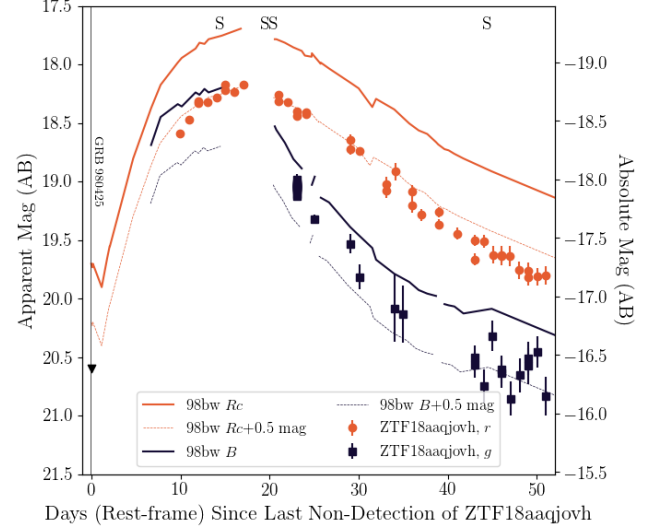 S SS S
17.5
18.0
18.5
19.0
19.5
20.0
20.5
21.0
21.5
Apparent Mag (AB)
GRB 980425
−19.0
−18.5
−18.0
−17.5
−17.0
−16.5
−16.0
−15.5
Absolute Mag (AB)
98bw Rc
98bw Rc+0.5 mag
98bw B
98bw B+0.5 mag
ZTF18aaqjovh, r
ZTF18aaqjovh, g
0 10 20 30 40 50
Days (Rest-frame) Since Last Non-Detection of ZTF18aaqjovh